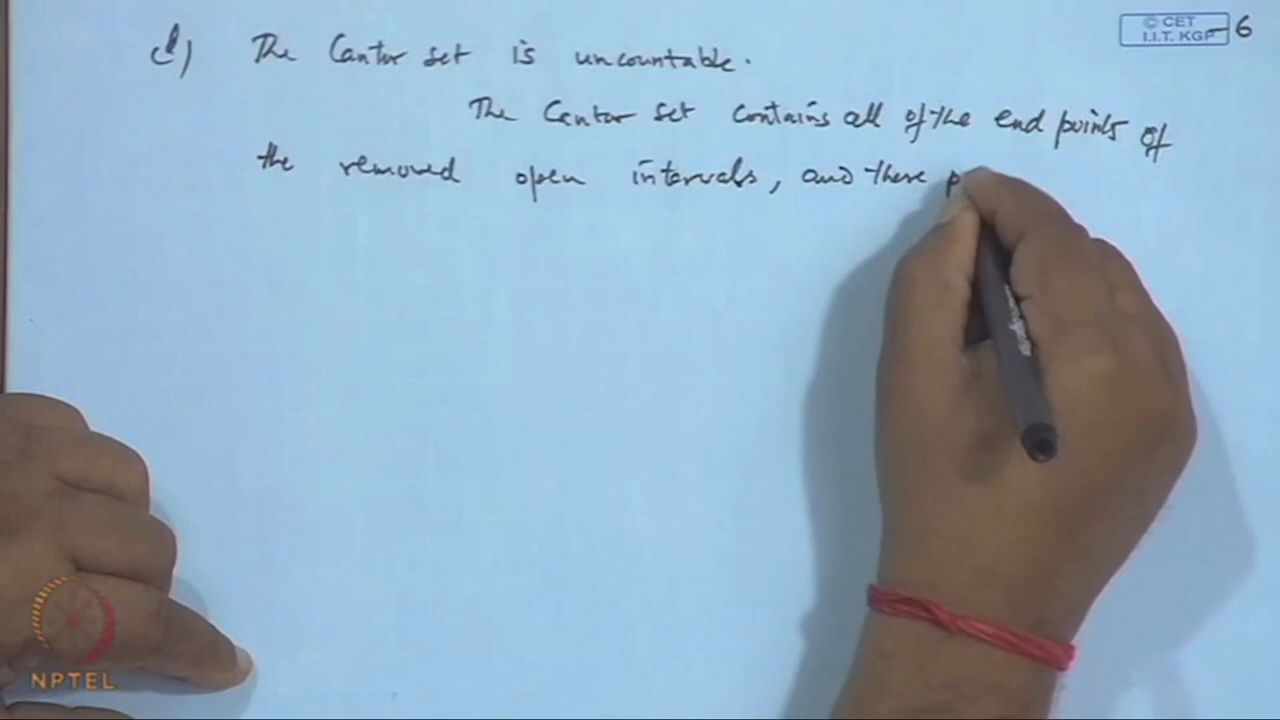 © CET
I.I.T. KGP
6
d) The Cantor set is uncountable.
The Cantor set contains all of the end points of
the removed open intervals, and these p
NPTEL